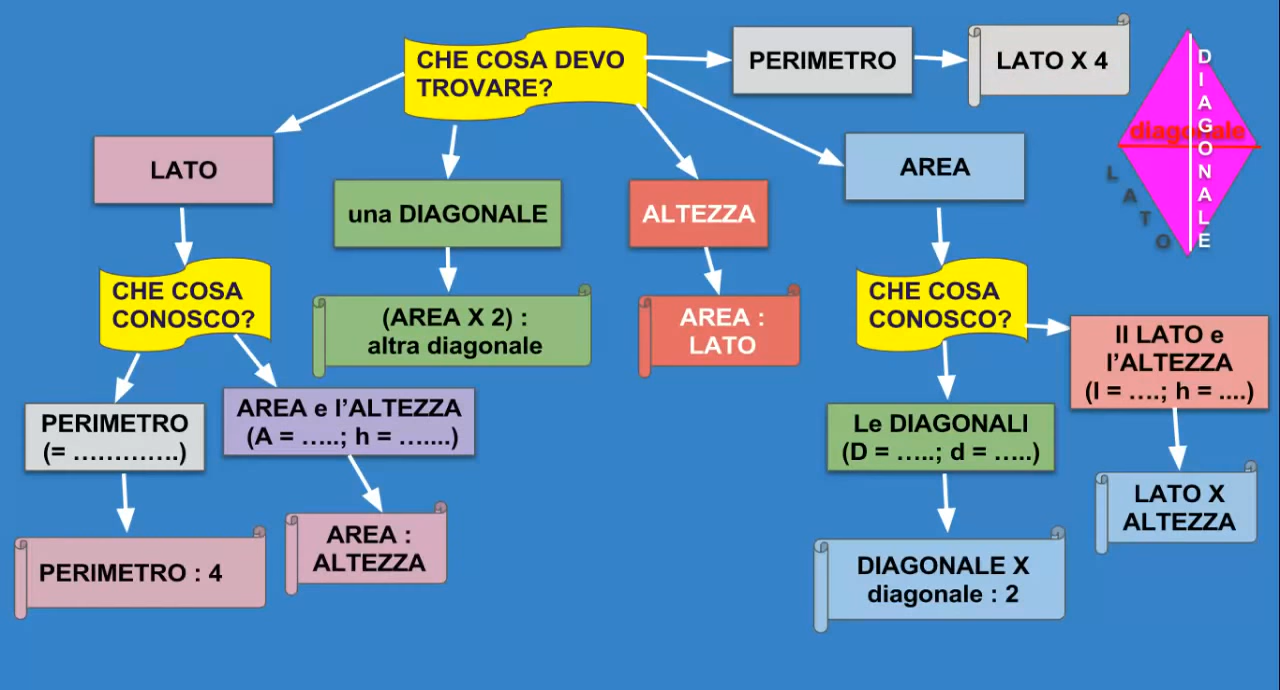 CHE COSA DEVO
TROVARE?
PERIMETRO
LATO X 4
DIAGONALE
diagonale
LATO
LATO
una DIAGONALE
ALTEZZA
AREA
CHE COSA
CONOSCO?
(AREA X 2) :
altra diagonale
AREA :
LATO
CHE COSA
CONOSCO?
Il LATO e
l’ALTEZZA
(l = ….; h = ....)
PERIMETRO
(= ………….)
AREA e l’ALTEZZA
(A = …..; h = …....)
Le DIAGONALI
(D = …..; d = …..)
LATO X
ALTEZZA
PERIMETRO : 4
AREA :
ALTEZZA
DIAGONALE X
diagonale : 2